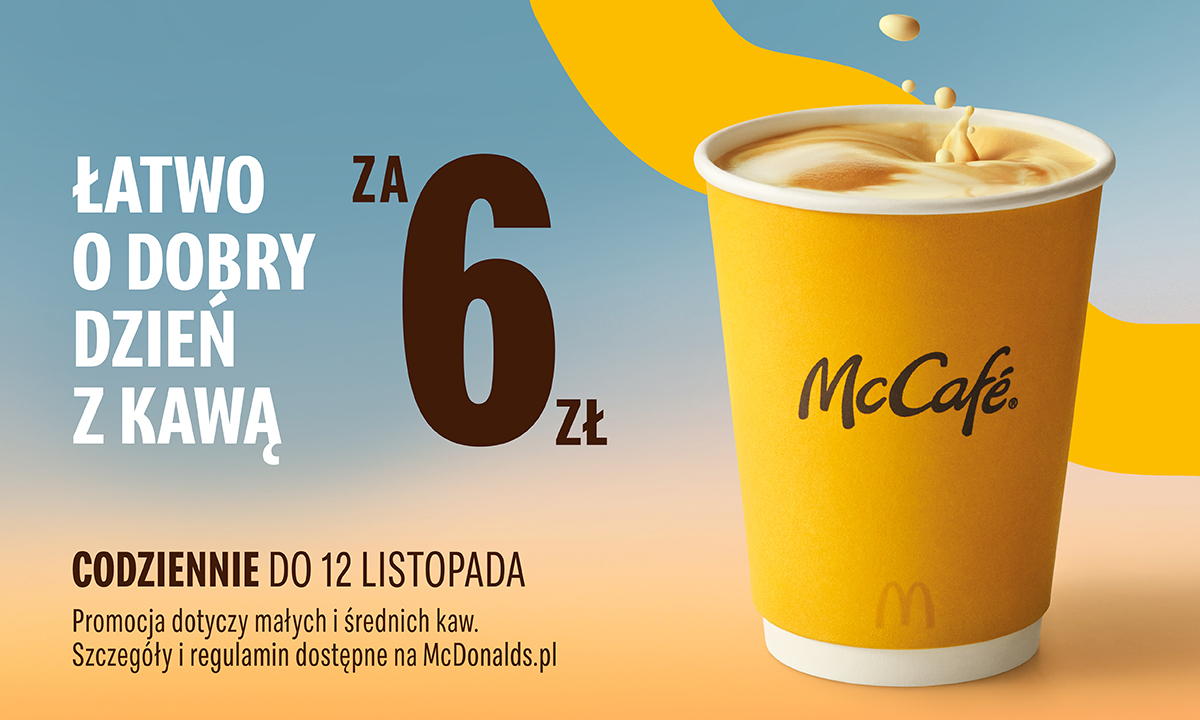 ŁATWO
O DOBRY
DZIEŃ
Z KAWĄ
ZA
6
ZŁ
McCafé®
CODZIENNIE DO 12 LISTOPADA
Promocja dotyczy małych i średnich kaw.
Szczegóły i regulamin dostępne na McDonalds.pl